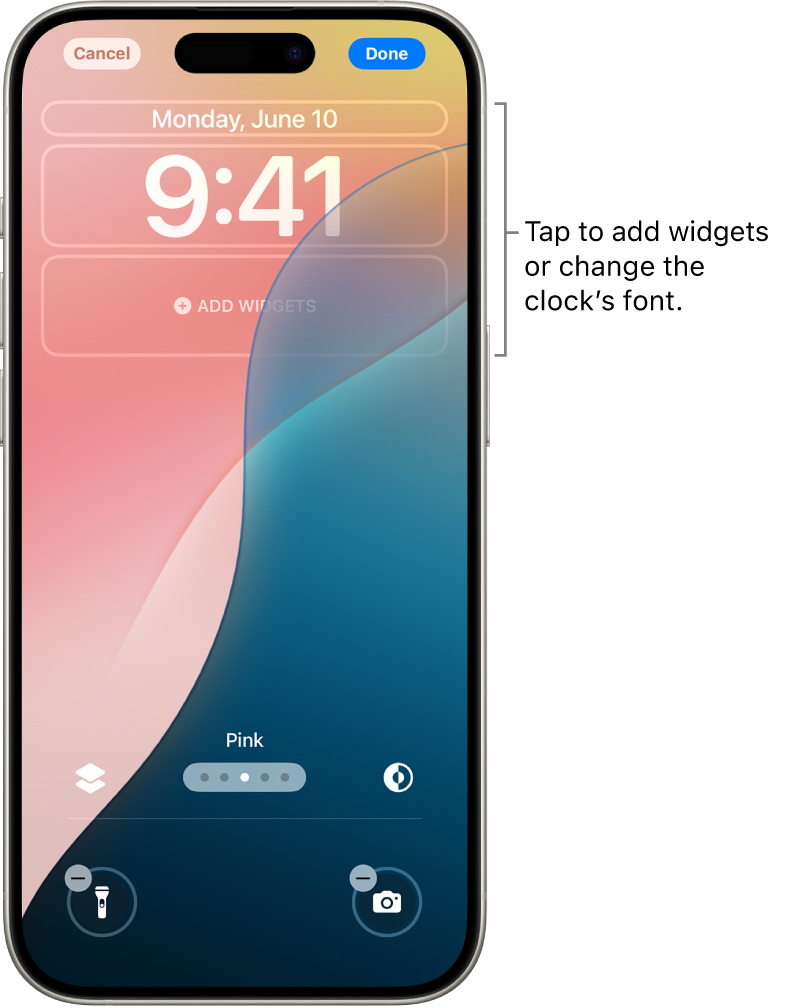 Cancel
Done
Monday, June 10
9:41
ADD WIDGETS
Tap to add widgets
or change the
clock’s font.
Pink